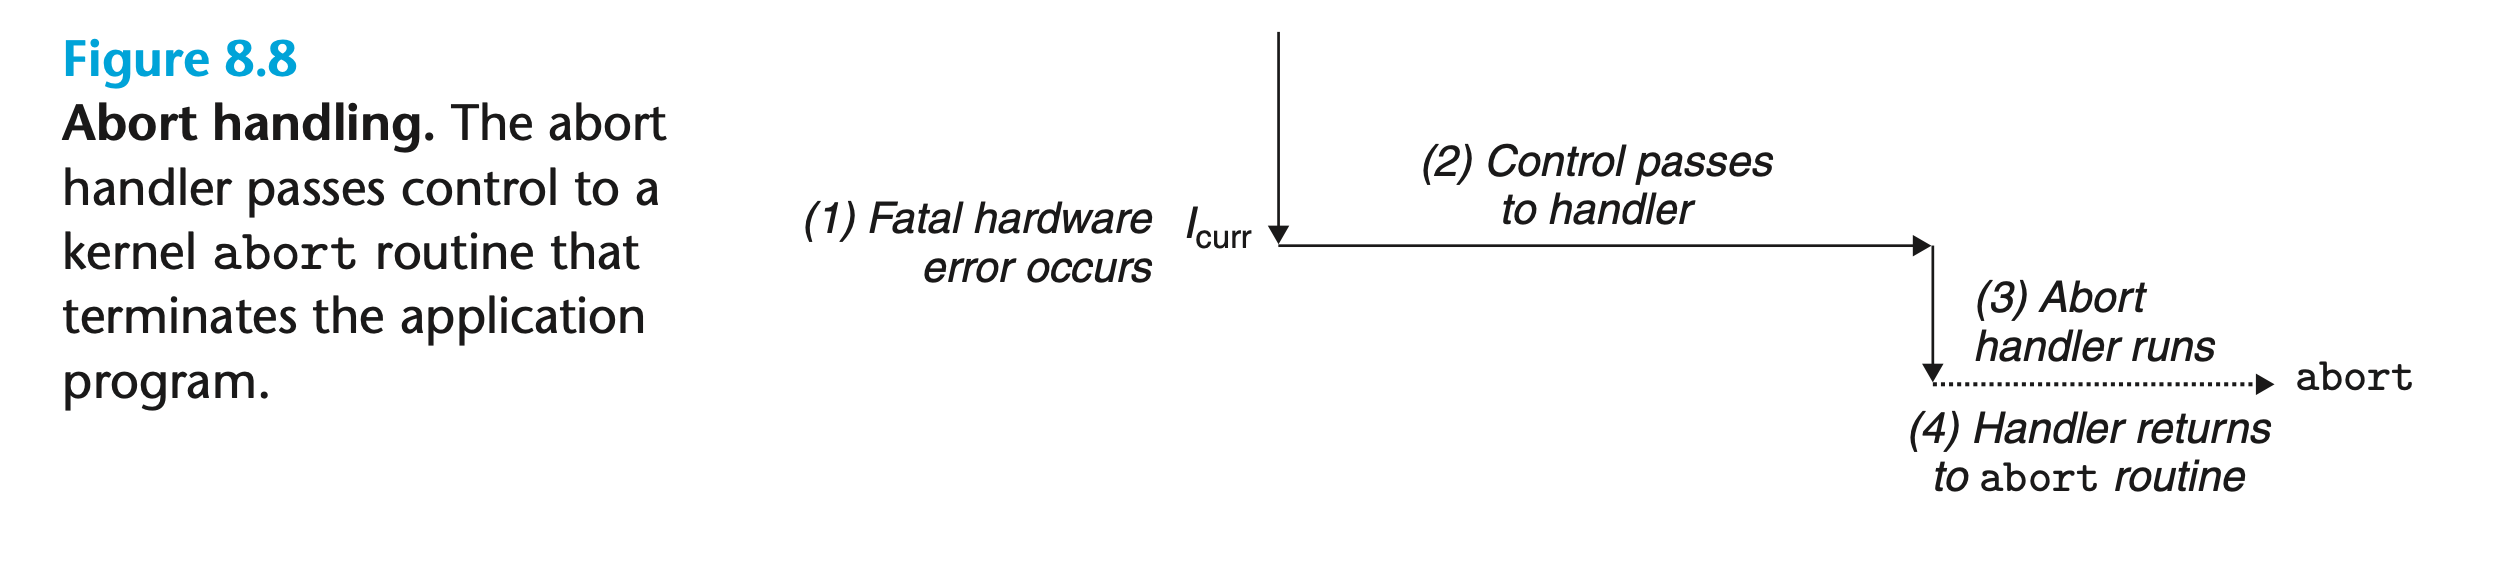 Figure 8.8
Abort handling. The abort
handler passes control to a
kernel abort routine that
terminates the application
program.
(1) Fatal hardware
error occurs
Icurr
(2) Control passes
to handler
(3) Abort
handler runs
abort
(4) Handler returns
to abort routine